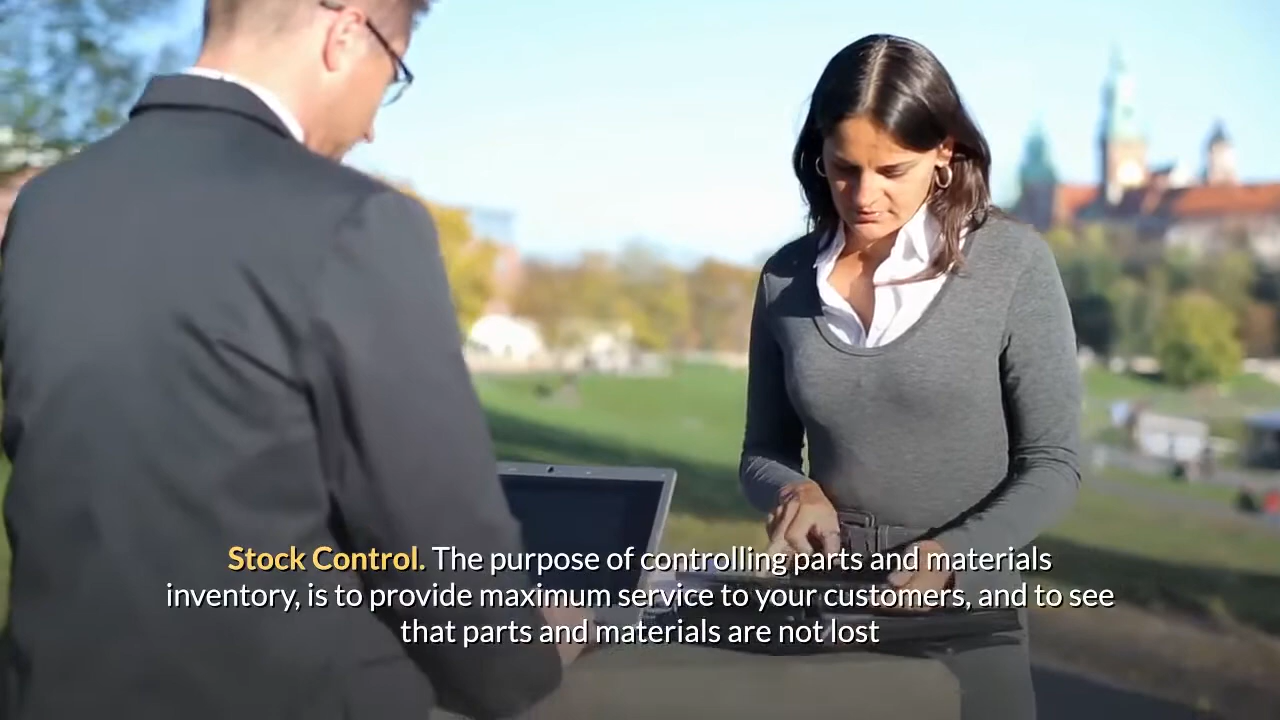 Stock Control. The purpose of controlling parts and materials
inventory, is to provide maximum service to your customers, and to see
that parts and materials are not lost